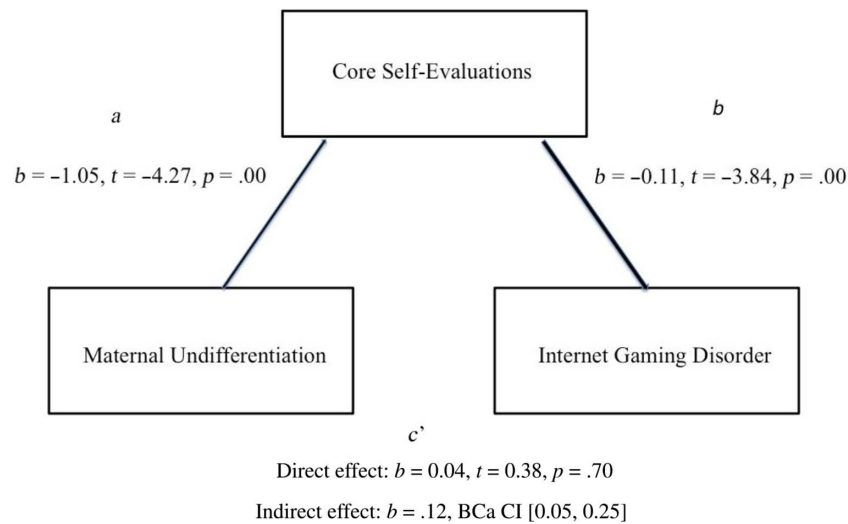 Core Self-Evaluations
a
b
b = –1.05, t = –4.27, p = .00
b = –0.11, t = –3.84, p = .00
Maternal Undifferentiation
Internet Gaming Disorder
c’
Direct effect: b = 0.04, t = 0.38, p = .70
Indirect effect: b = .12, BCa CI [0.05, 0.25]